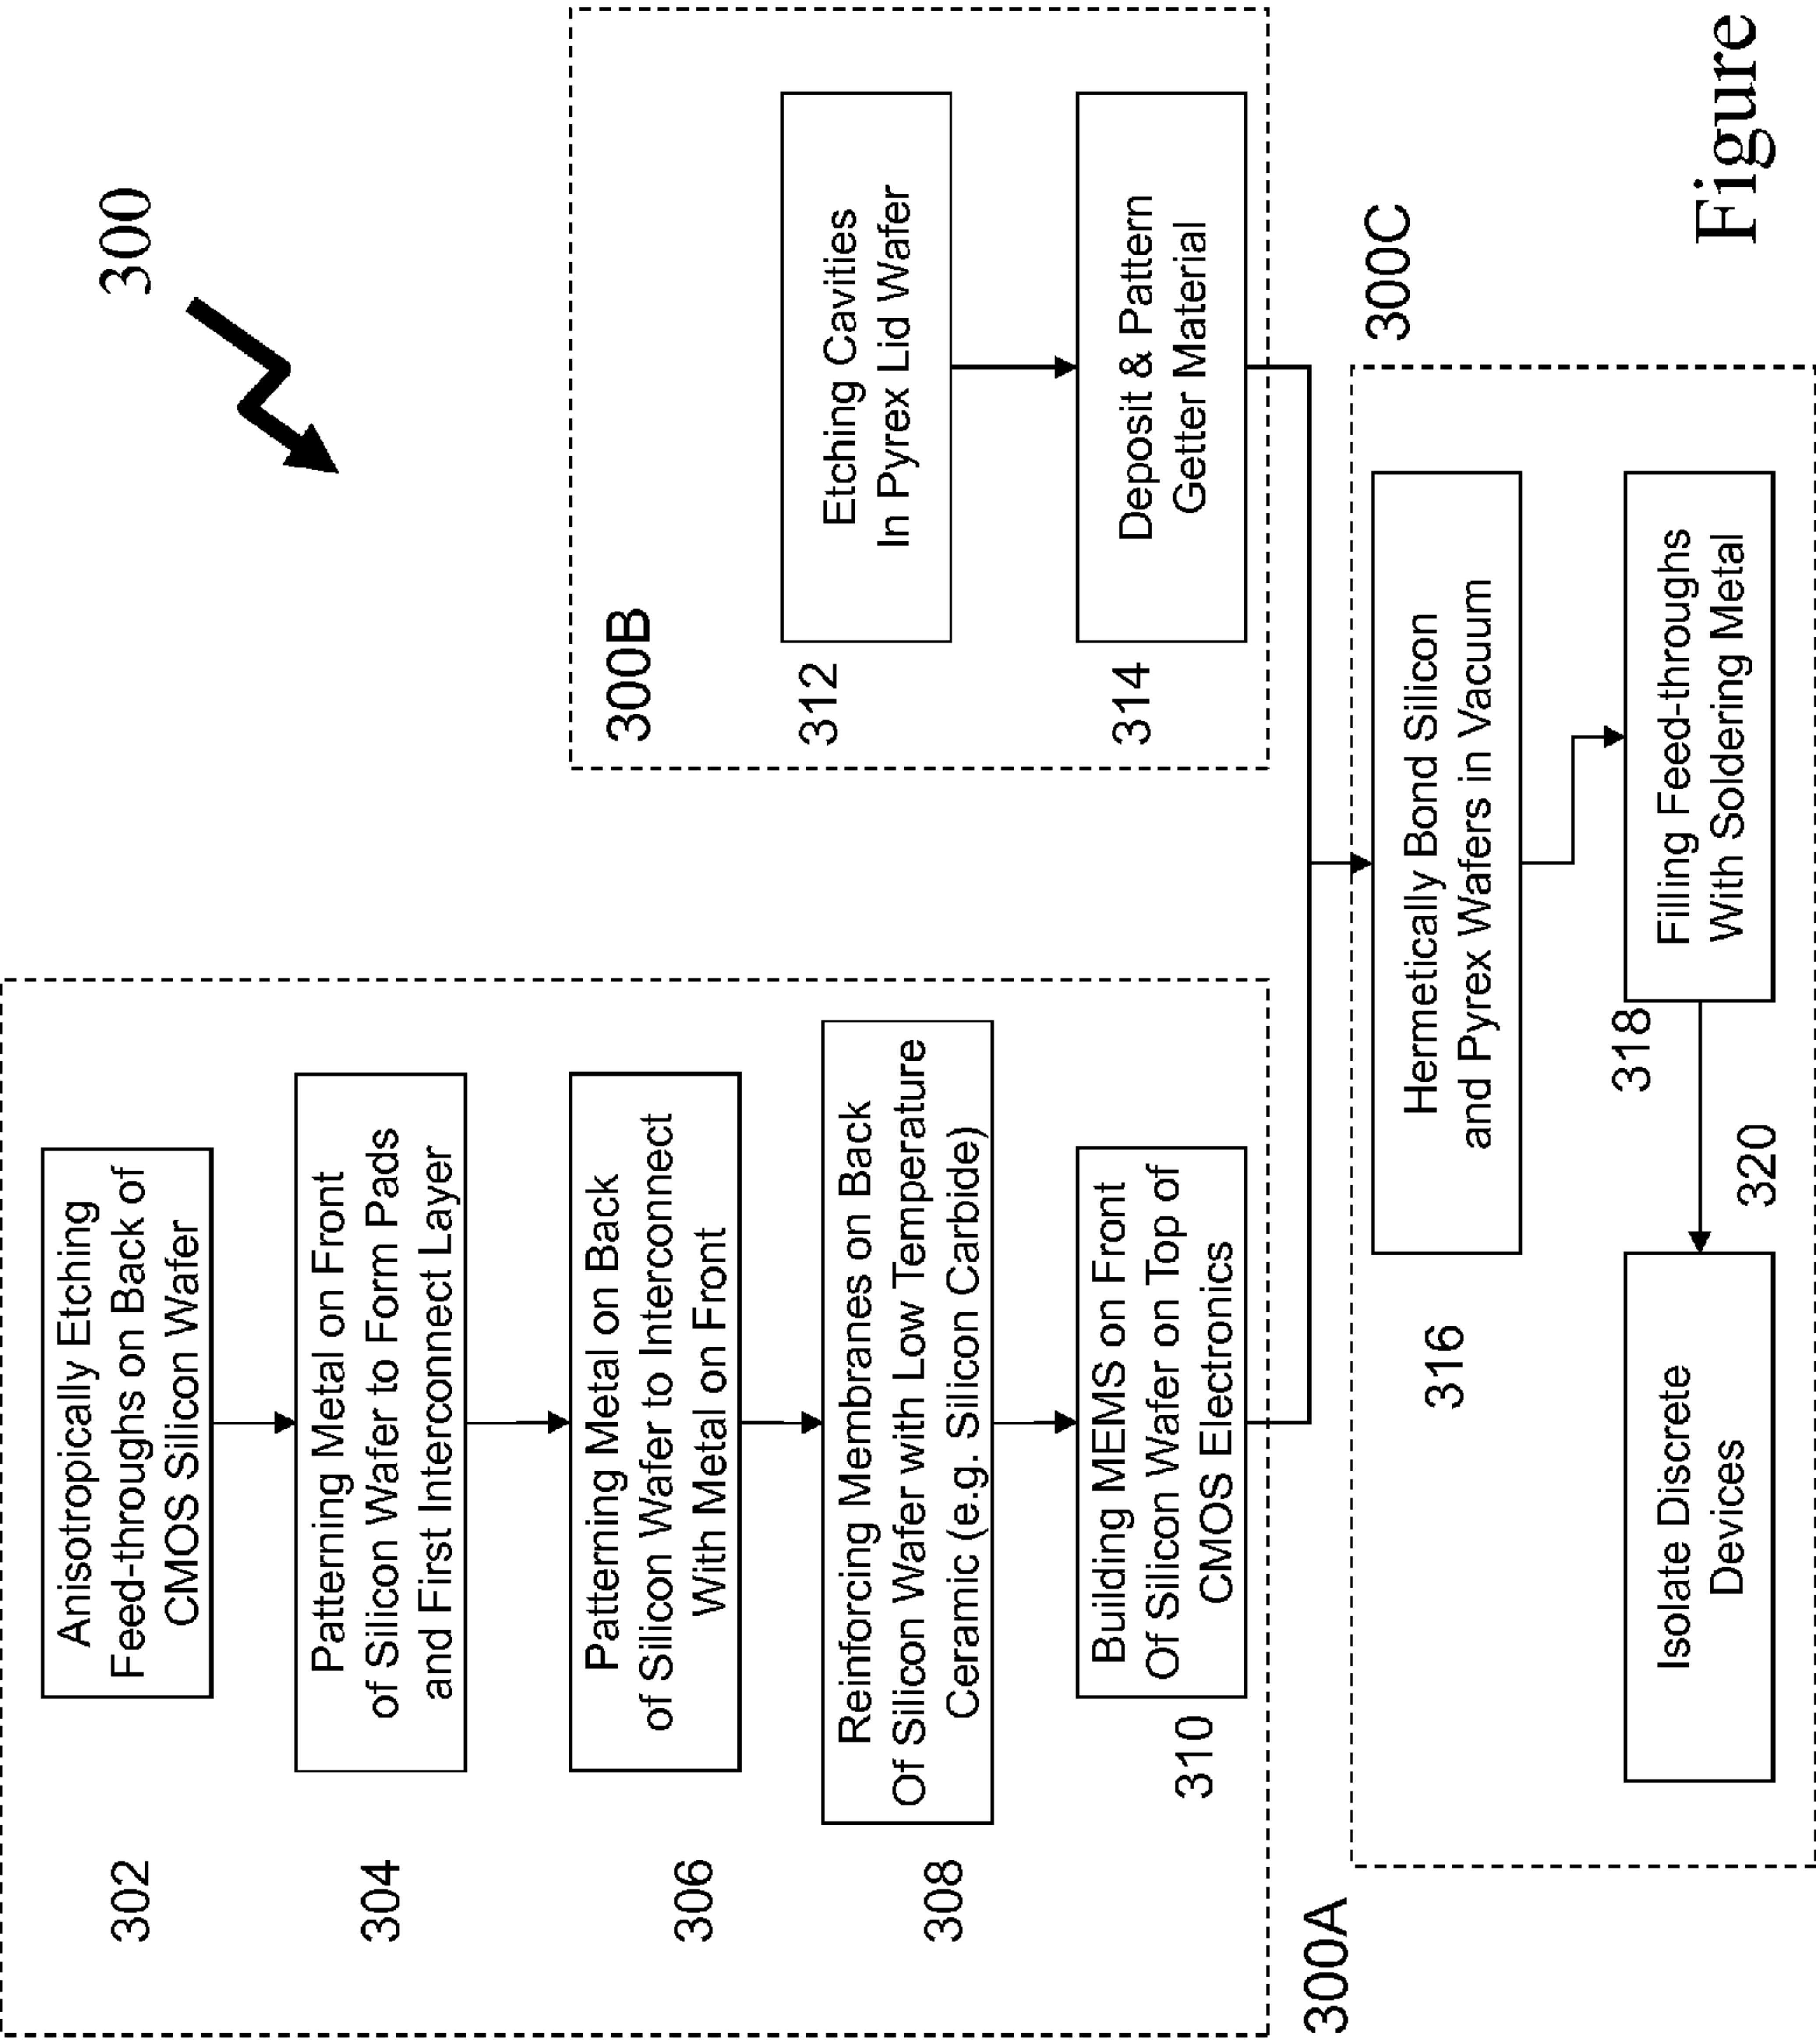 300
300A
302
Anisotropically Etching
Feed-throughs on Back of
CMOS Silicon Wafer
304
Patterning Metal on Front
of Silicon Wafer to Form Pads
and First Interconnect Layer
306
Patterning Metal on Back
of Silicon Wafer to Interconnect
With Metal on Front
308
Reinforcing Membranes on Back
Of Silicon Wafer with Low Temperature
Ceramic (e.g. Silicon Carbide)
310
Building MEMS on Front
Of Silicon Wafer on Top of
CMOS Electronics
300B
312
Etching Cavities
In Pyrex Lid Wafer
314
Deposit & Pattern
Getter Material
300C
316
Hermetically Bond Silicon
and Pyrex Wafers in Vacuum
318
Filling Feed-throughs
With Soldering Metal
320
Isolate Discrete
Devices
Figure